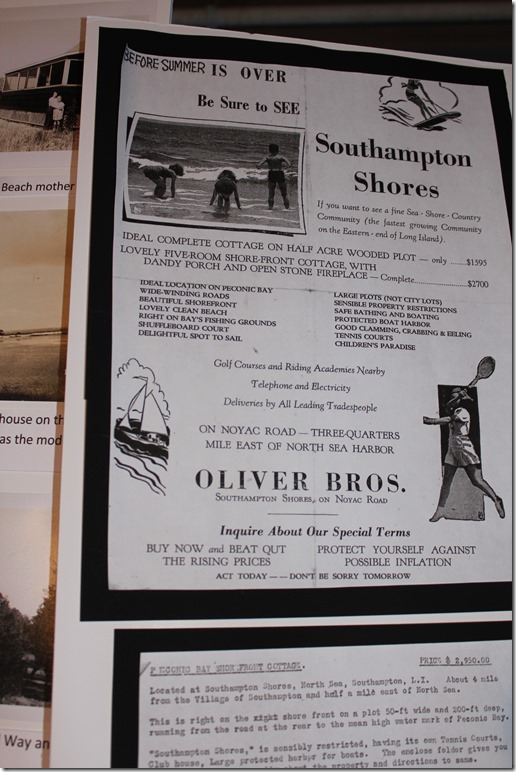 BEFORE SUMMER IS OVER
Be Sure to SEE
Southampton
Shores
If you want to see a fine Sea - Shore - Country
Community (the fastest growing Community
on the Eastern - end of Long Island).
IDEAL COMPLETE COTTAGE ON HALF ACRE WOODED PLOT — only ......$1595
LOVELY FIVE-ROOM SHORE-FRONT COTTAGE, WITH
DANDY PORCH AND OPEN STONE FIREPLACE — Complete......................$2700
IDEAL LOCATION ON PECONIC BAY
WIDE-WINDING ROADS
BEAUTIFUL SHOREFRONT
LOVELY CLEAN BEACH
RIGHT ON BAY'S FISHING GROUNDS
SHUFFLEBOARD COURT
DELIGHTFUL SPOT TO SAIL
LARGE PLOTS (NOT CITY LOTS)
SENSIBLE PROPERTY RESTRICTIONS
SAFE BATHING AND BOATING
PROTECTED BOAT HARBOR
GOOD CLAMMING, CRABBING & EELING
TENNIS COURTS
CHILDREN'S PARADISE
Golf Courses and Riding Academies Nearby
Telephone and Electricity
Deliveries by All Leading Tradespeople
ON NOYAC ROAD — THREE-QUARTERS
MILE EAST OF NORTH SEA HARBOR
OLIVER BROS.
SOUTHAMPTON SHORES, ON NOYAC ROAD
Inquire About Our Special Terms
BUY NOW and BEAT OUT
THE RISING PRICES
PROTECT YOURSELF AGAINST
POSSIBLE INFLATION
ACT TODAY — — DON'T BE SORRY TOMORROW
PECONIC BAY SHOREFRONT COTTAGE. PRICE $ 2,950.00
Located at Southampton Shores, North Sea, Southampton, L.I. About 4 mile
from the Village of Southampton and half a mile east of North Sea.
This is right on the right shore front on a plot 50-ft wide and 200-ft deep,
running from the road at the rear to the mean high water mark of Peconic Bay.
"Southampton Shores," is sensibly restricted, having its own Tennis Courts,
Club house, Large protected harbor for boats. The enclose folder gives you
the property and directions to same.
Beach mother
house on th
as the mod
Way an